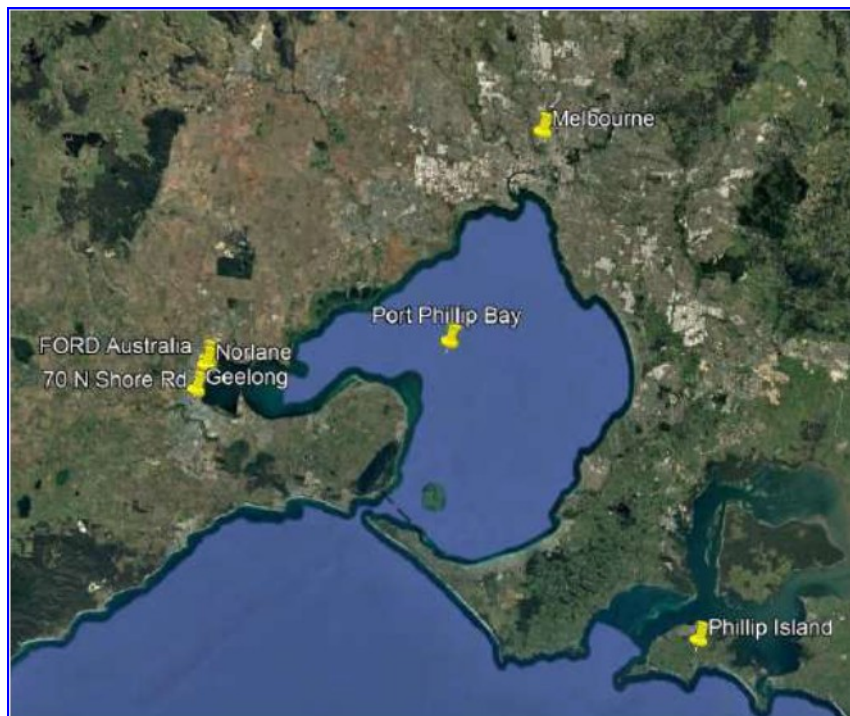 Melbourne
Port Phillip Bay
FORD Australia
Norlane
70 N Shore Rd
Geelong
Phillip Island